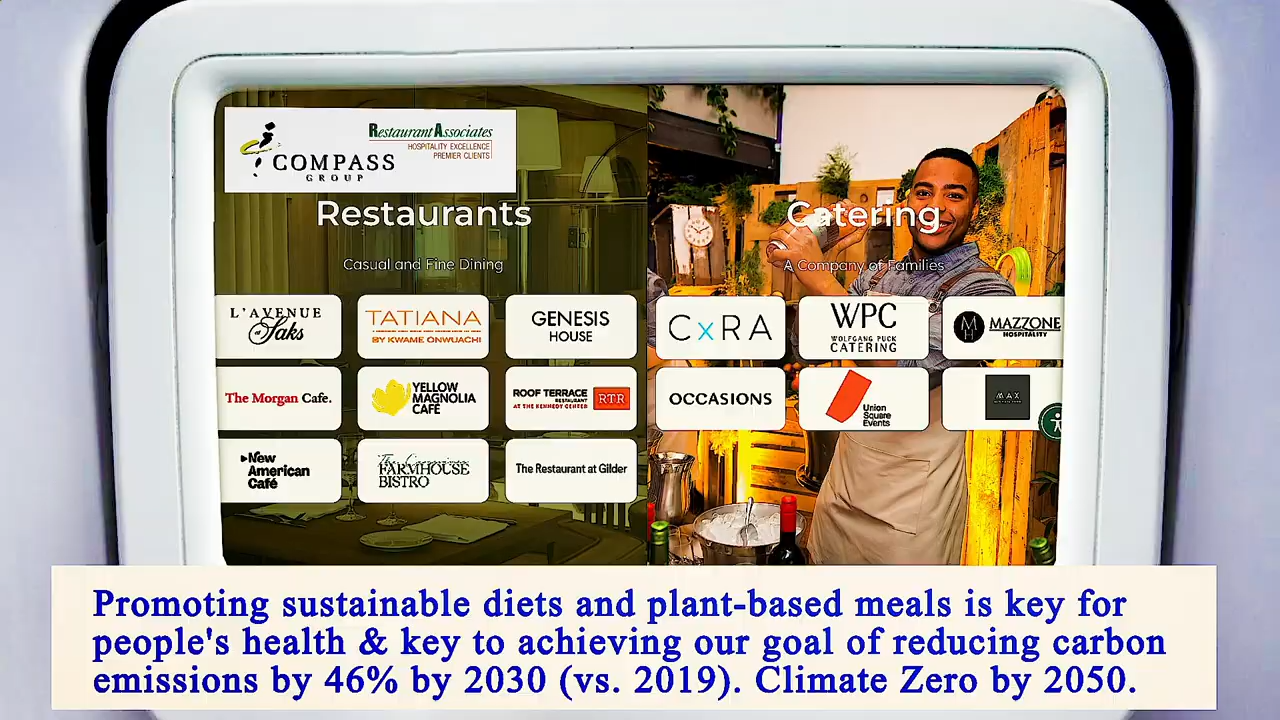 COMPASS
GROUP
Restaurant Associates
HOSPITALITY EXCELLENCE
PREMIER CLIENTS
Restaurants
Casual and Fine Dining
L'AVENUE
at Saks
TATIANA
BY KWAME ONWUACHI
GENESIS
HOUSE
The Morgan Cafe.
YELLOW
MAGNOLIA
CAFÉ
ROOF TERRACE
RESTAURANT
AT THE KENNEDY CENTER
RTR
New
American
Café
FARMHOUSE
BISTRO
The Restaurant at Gilder
Catering
A Company of Families
CxRA
WPC
WOLFGANG PUCK
CATERING
MH
MAZZONE
HOSPITALITY
OCCASIONS
Union
Square
Events
MAX
Promoting sustainable diets and plant-based meals is key for
people's health & key to achieving our goal of reducing carbon
emissions by 46% by 2030 (vs. 2019). Climate Zero by 2050.